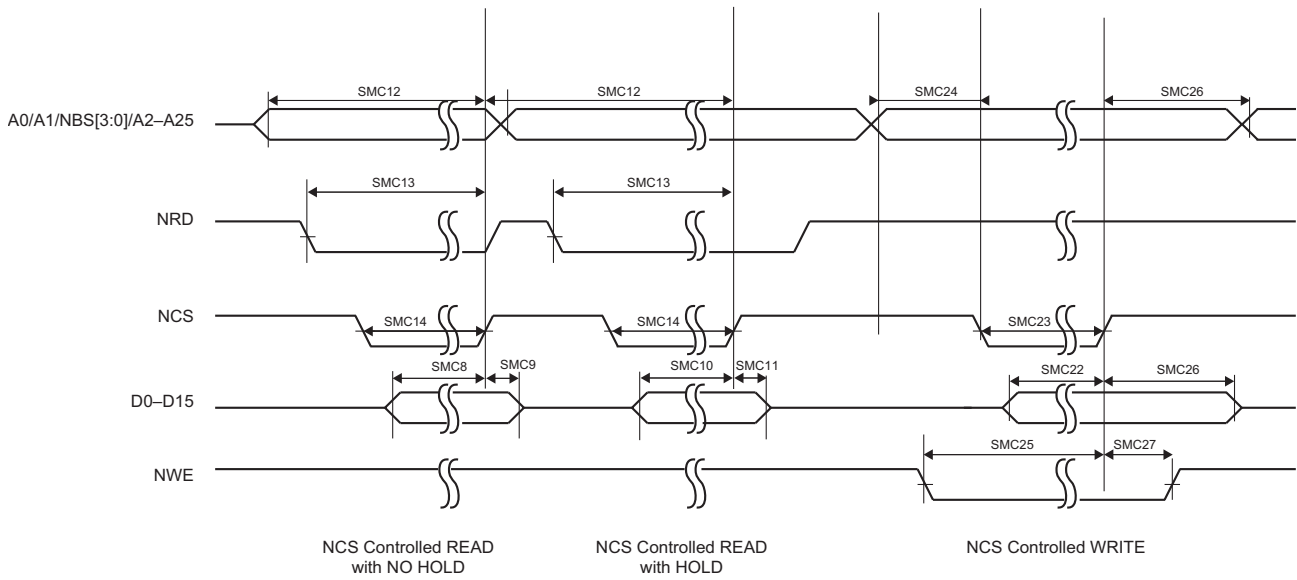 SMC12 SMC12 SMC24 SMC26
A0/A1/NBS[3:0]/A2–A25
SMC13 SMC13
NRD
NCS
SMC14 SMC14 SMC23
SMC8 SMC9 SMC10 SMC11 SMC22 SMC26
D0–D15
SMC25 SMC27
NWE
NCS Controlled READ
with NO HOLD
NCS Controlled READ
with HOLD
NCS Controlled WRITE